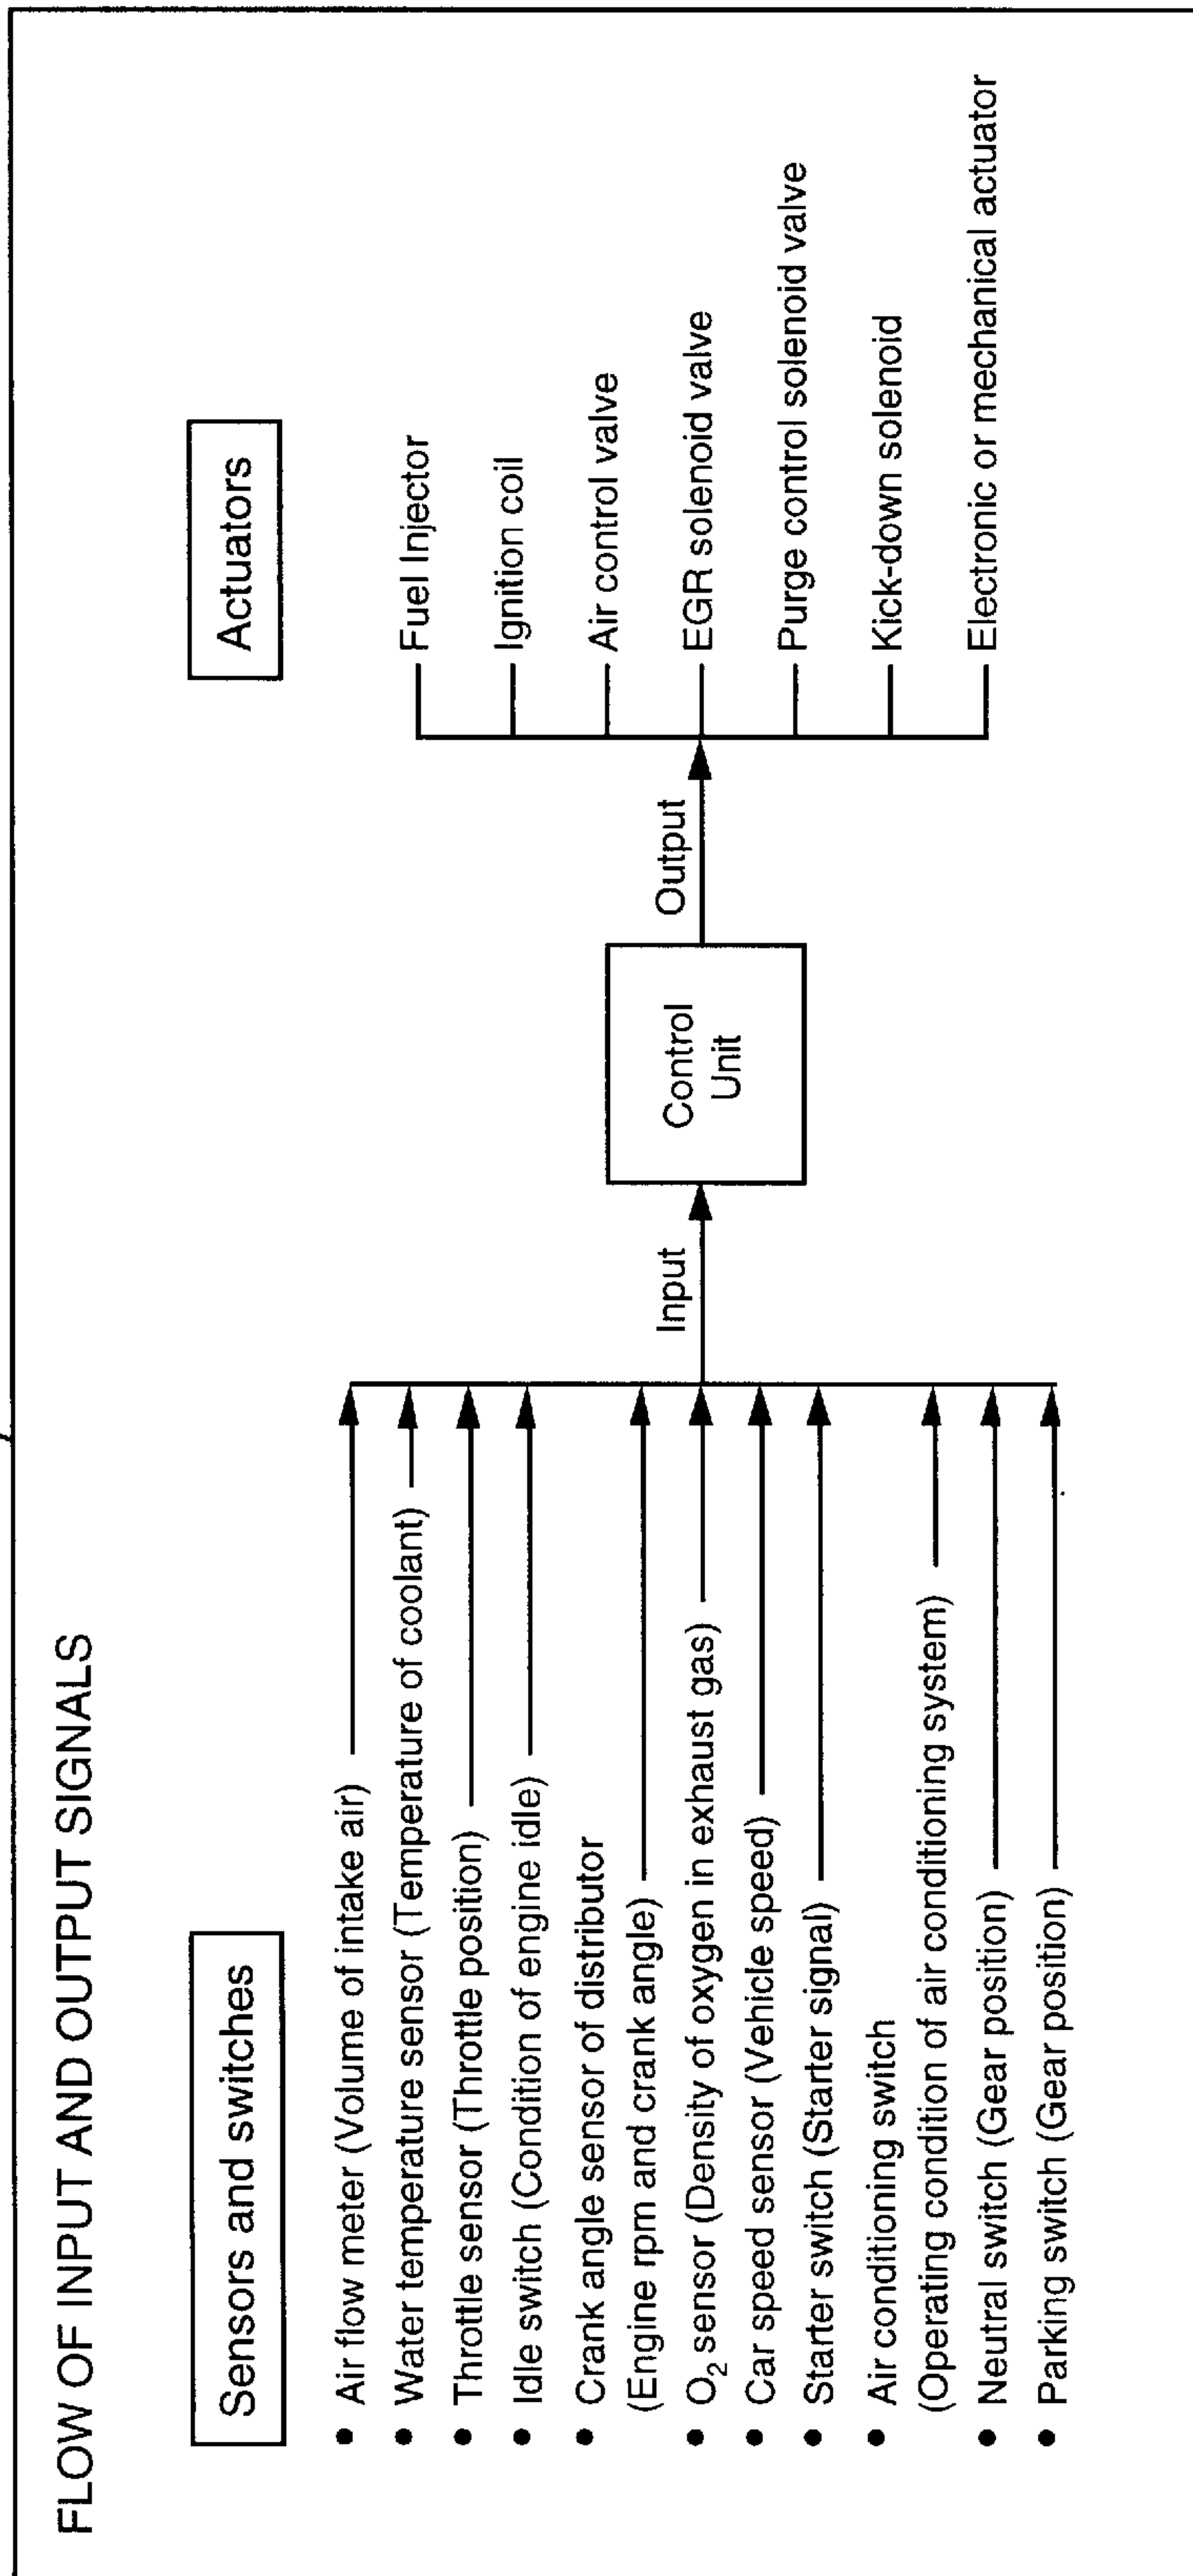 FLOW OF INPUT AND OUTPUT SIGNALS
Sensors and switches
● Air flow meter (Volume of intake air)
● Water temperature sensor (Temperature of coolant)
● Throttle sensor (Throttle position)
● Idle switch (Condition of engine idle)
● Crank angle sensor of distributor
(Engine rpm and crank angle)
● O₂ sensor (Density of oxygen in exhaust gas)
● Car speed sensor (Vehicle speed)
● Starter switch (Starter signal)
● Air conditioning switch
(Operating condition of air conditioning system)
● Neutral switch (Gear position)
● Parking switch (Gear position)
Input
Control
Unit
Output
Actuators
Fuel Injector
Ignition coil
Air control valve
EGR solenoid valve
Purge control solenoid valve
Kick-down solenoid
Electronic or mechanical actuator